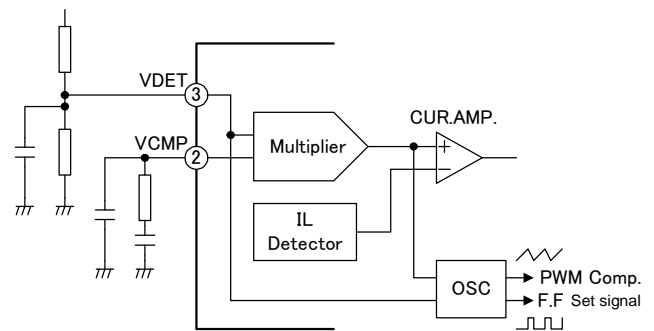 VDET
3
CUR.AMP.
VCMP
2
Multiplier
+
−
IL
Detector
OSC
PWM Comp.
F.F Set signal